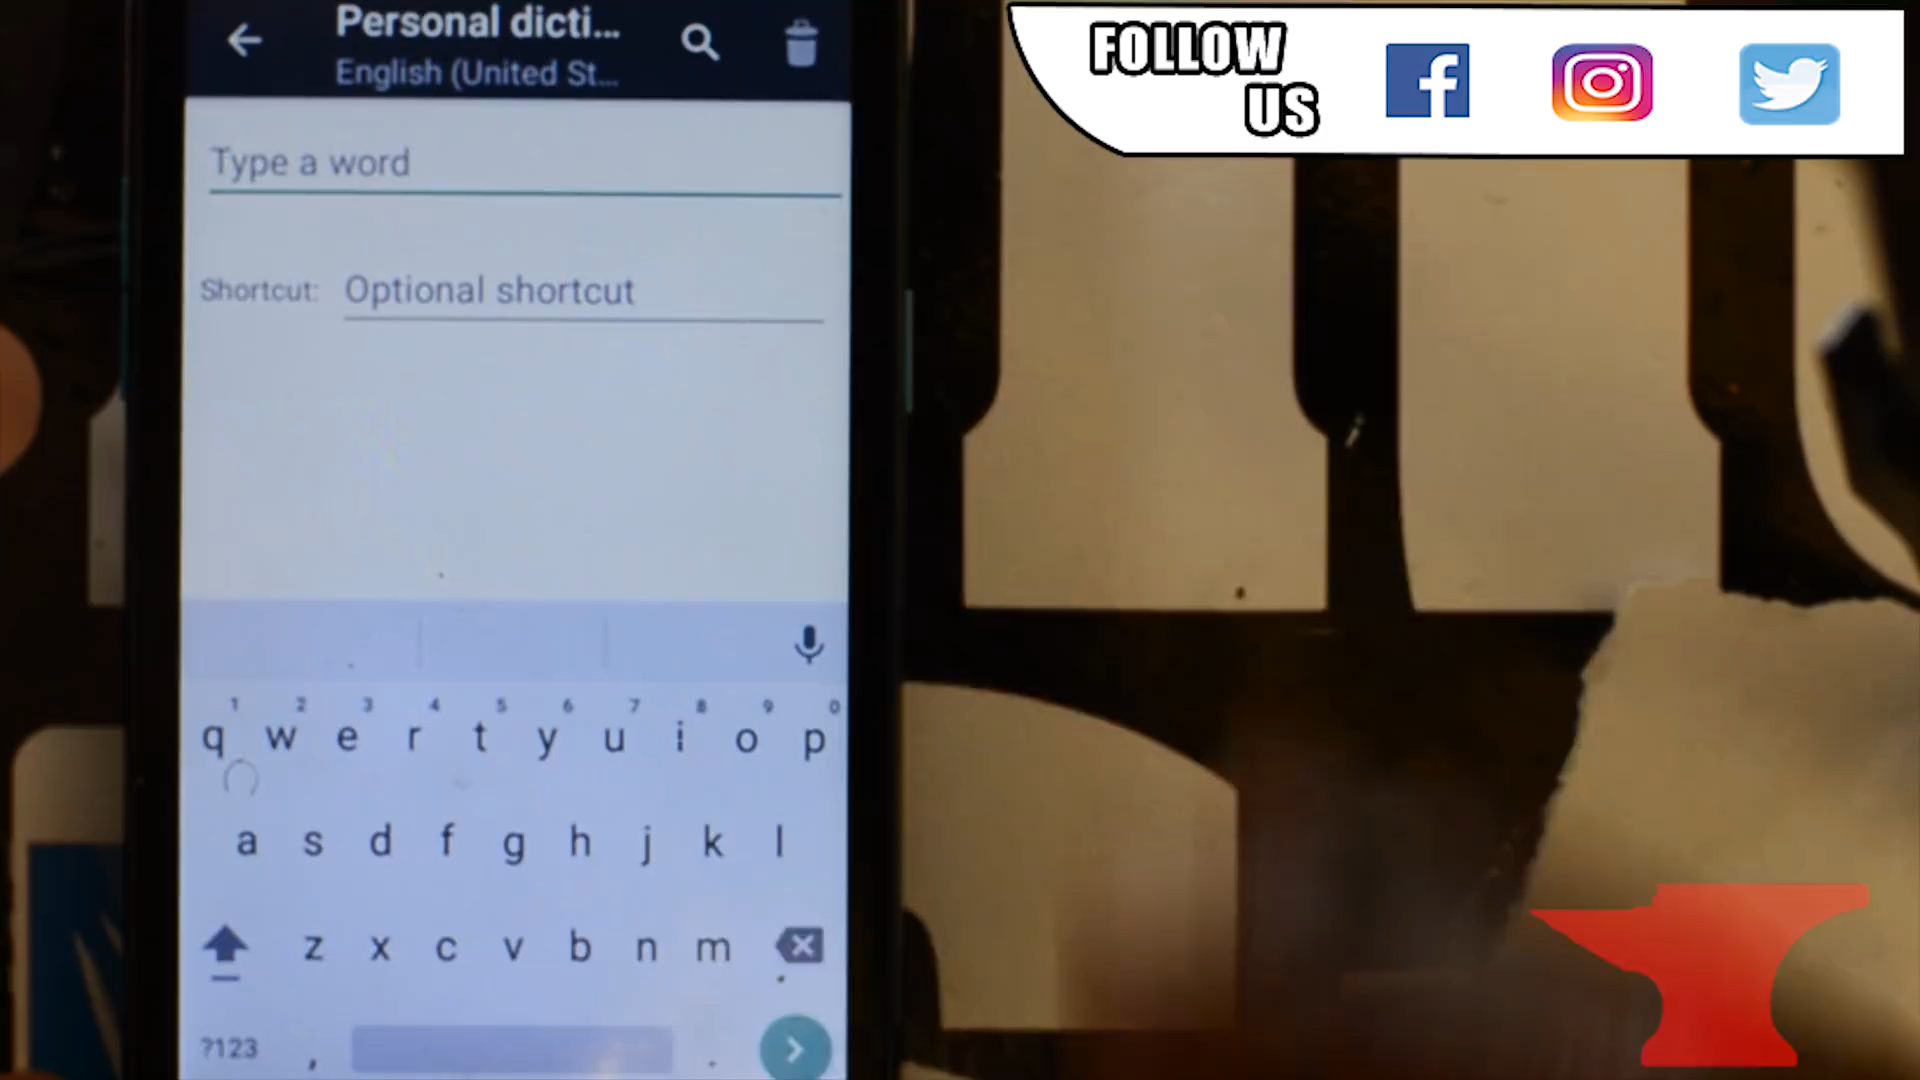 Personal dicti...
English (United St...
FOLLOW
US
Type a word
Shortcut: Optional shortcut
1 2 3 4 5 6 7 8 9 0
q w e r t y u i o p
a s d f g h j k l
z x c v b n m
?123 , .